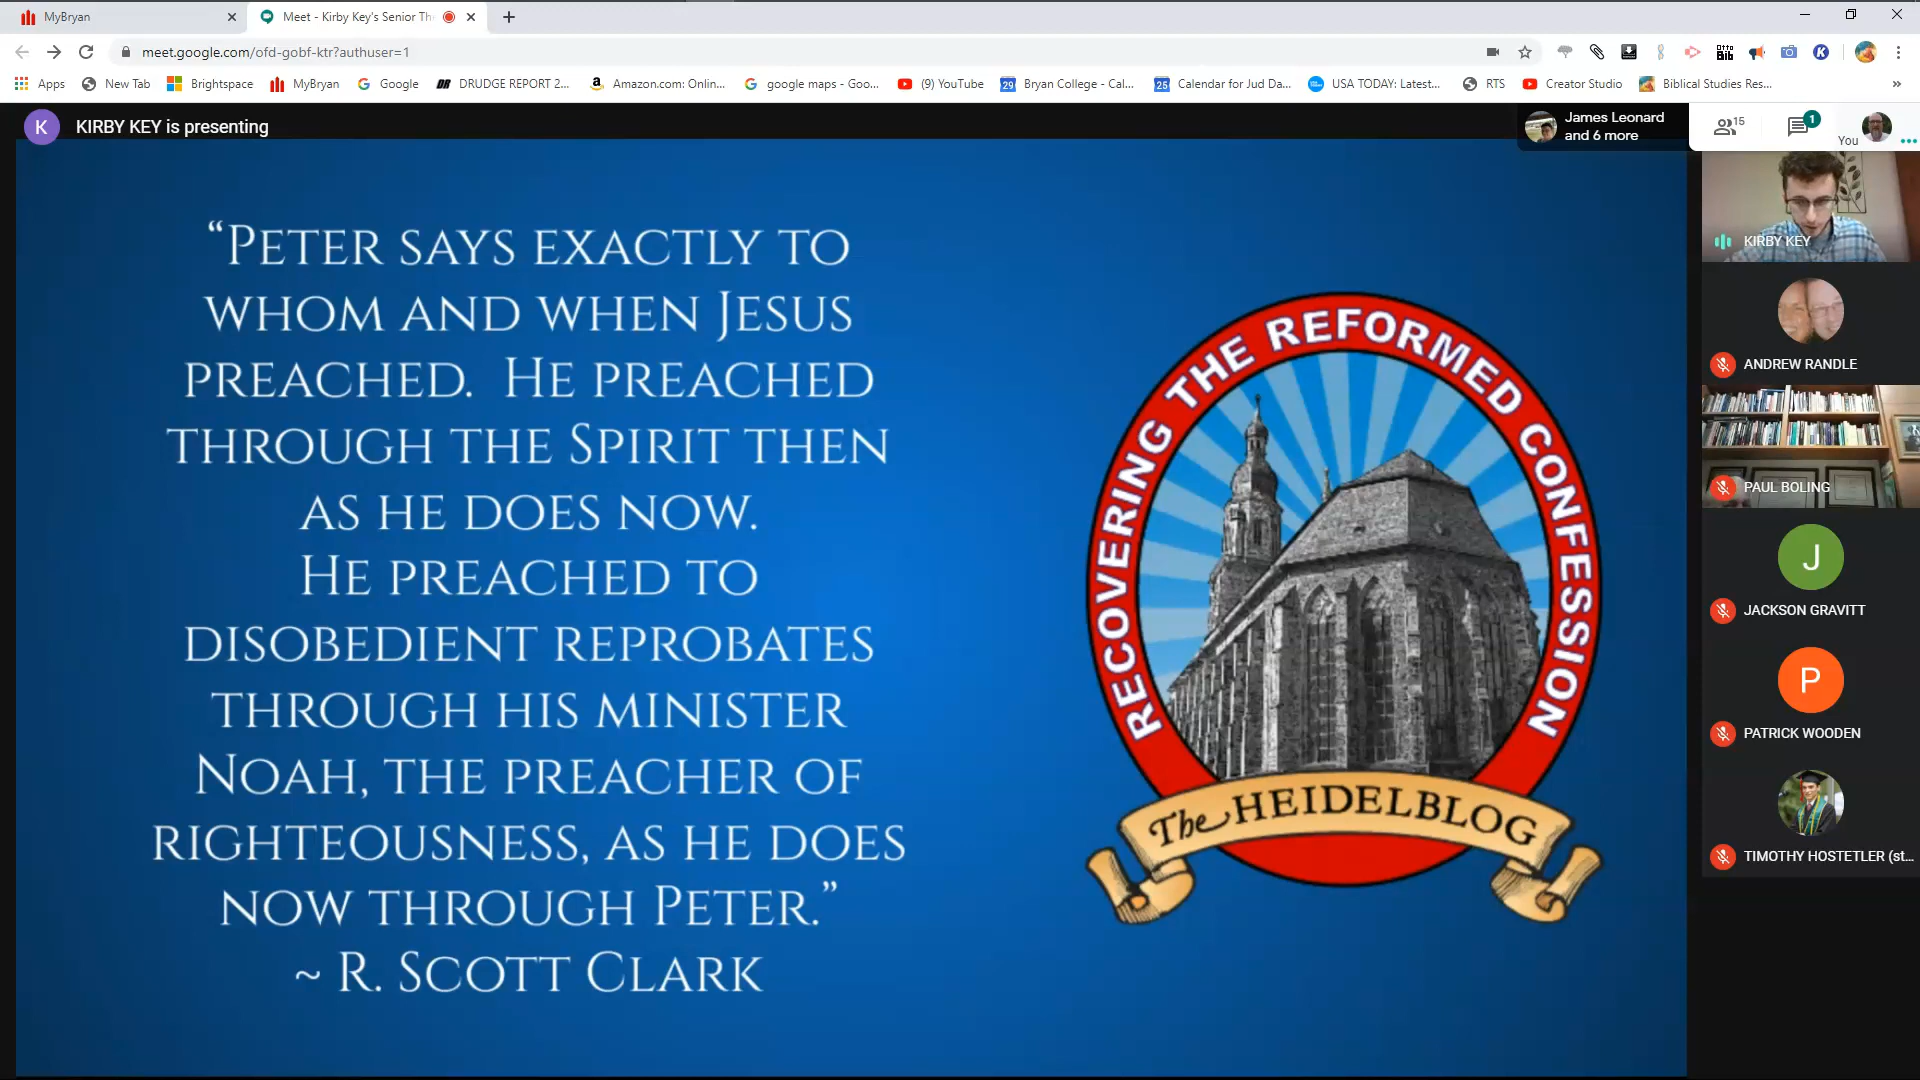 MyBryan
Meet - Kirby Key's Senior Th
meet.google.com/ofd-gobf-ktr?authuser=1
Apps
New Tab
Brightspace
MyBryan
Google
DRUDGE REPORT 2...
Amazon.com: Onlin...
google maps - Goo...
(9) YouTube
Bryan College - Cal...
Calendar for Jud Da...
USA TODAY: Latest...
RTS
Creator Studio
Biblical Studies Res...
»
K
KIRBY KEY is presenting
James Leonard
and 6 more
15
1
You
“Peter says exactly to
whom and when Jesus
preached. He preached
through the Spirit then
as he does now.
He preached to
disobedient reprobates
through his minister
Noah, the preacher of
righteousness, as he does
now through Peter.”
~ R. Scott Clark
RECOVERING THE REFORMED CONFESSION
The HEIDELBLOG
KIRBY KEY
ANDREW RANDLE
PAUL BOLING
J
JACKSON GRAVITT
P
PATRICK WOODEN
TIMOTHY HOSTETLER (st...